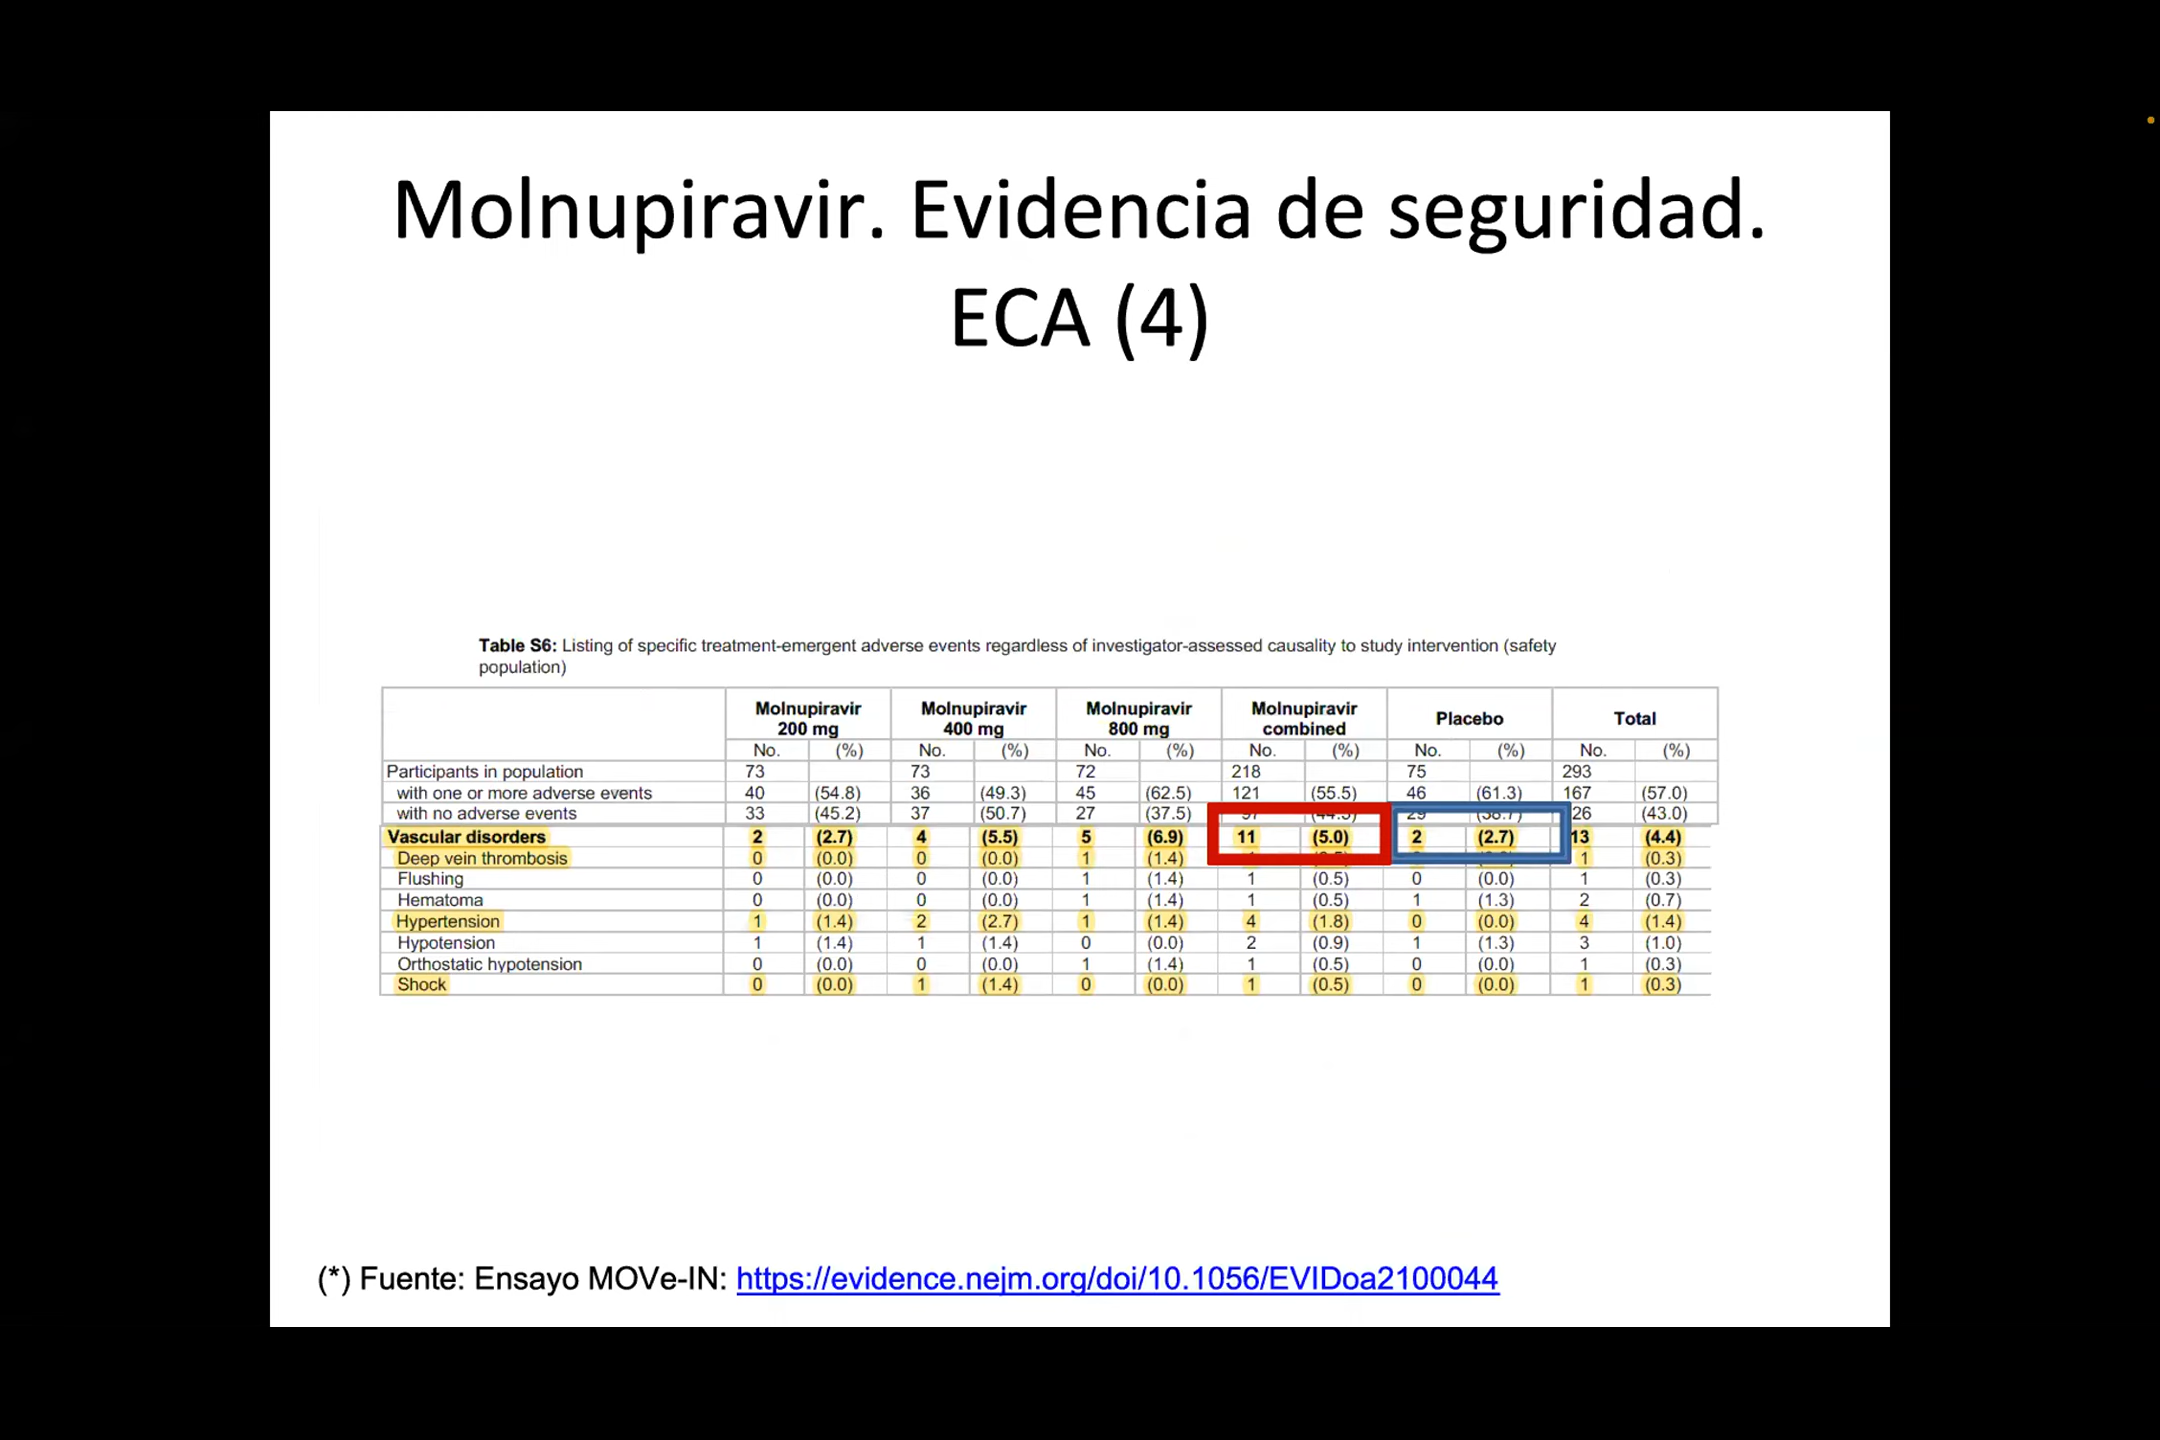 Molnupiravir. Evidencia de seguridad.
ECA (4)
Table S6: Listing of specific treatment-emergent adverse events regardless of investigator-assessed causality to study intervention (safety
population)
Molnupiravir 200 mg Molnupiravir 400 mg Molnupiravir 800 mg Molnupiravir combined Placebo Total
No. (%) No. (%) No. (%) No. (%) No. (%) No. (%)
Participants in population 73 73 72 218 75 293
with one or more adverse events 40 (54.8) 36 (49.3) 45 (62.5) 121 (55.5) 46 (61.3) 167 (57.0)
with no adverse events 33 (45.2) 37 (50.7) 27 (37.5) 97 (44.5) 29 (38.7) 26 (43.0)
Vascular disorders 2 (2.7) 4 (5.5) 5 (6.9) 11 (5.0) 2 (2.7) 13 (4.4)
Deep vein thrombosis 0 (0.0) 0 (0.0) 1 (1.4) 1 (0.3)
Flushing 0 (0.0) 0 (0.0) 1 (1.4) 1 (0.5) 0 (0.0) 1 (0.3)
Hematoma 0 (0.0) 0 (0.0) 1 (1.4) 1 (0.5) 1 (1.3) 2 (0.7)
Hypertension 1 (1.4) 2 (2.7) 1 (1.4) 4 (1.8) 0 (0.0) 4 (1.4)
Hypotension 1 (1.4) 1 (1.4) 0 (0.0) 2 (0.9) 1 (1.3) 3 (1.0)
Orthostatic hypotension 0 (0.0) 0 (0.0) 1 (1.4) 1 (0.5) 0 (0.0) 1 (0.3)
Shock 0 (0.0) 1 (1.4) 0 (0.0) 1 (0.5) 0 (0.0) 1 (0.3)
(*) Fuente: Ensayo MOVe-IN: https://evidence.nejm.org/doi/10.1056/EVIDoa2100044